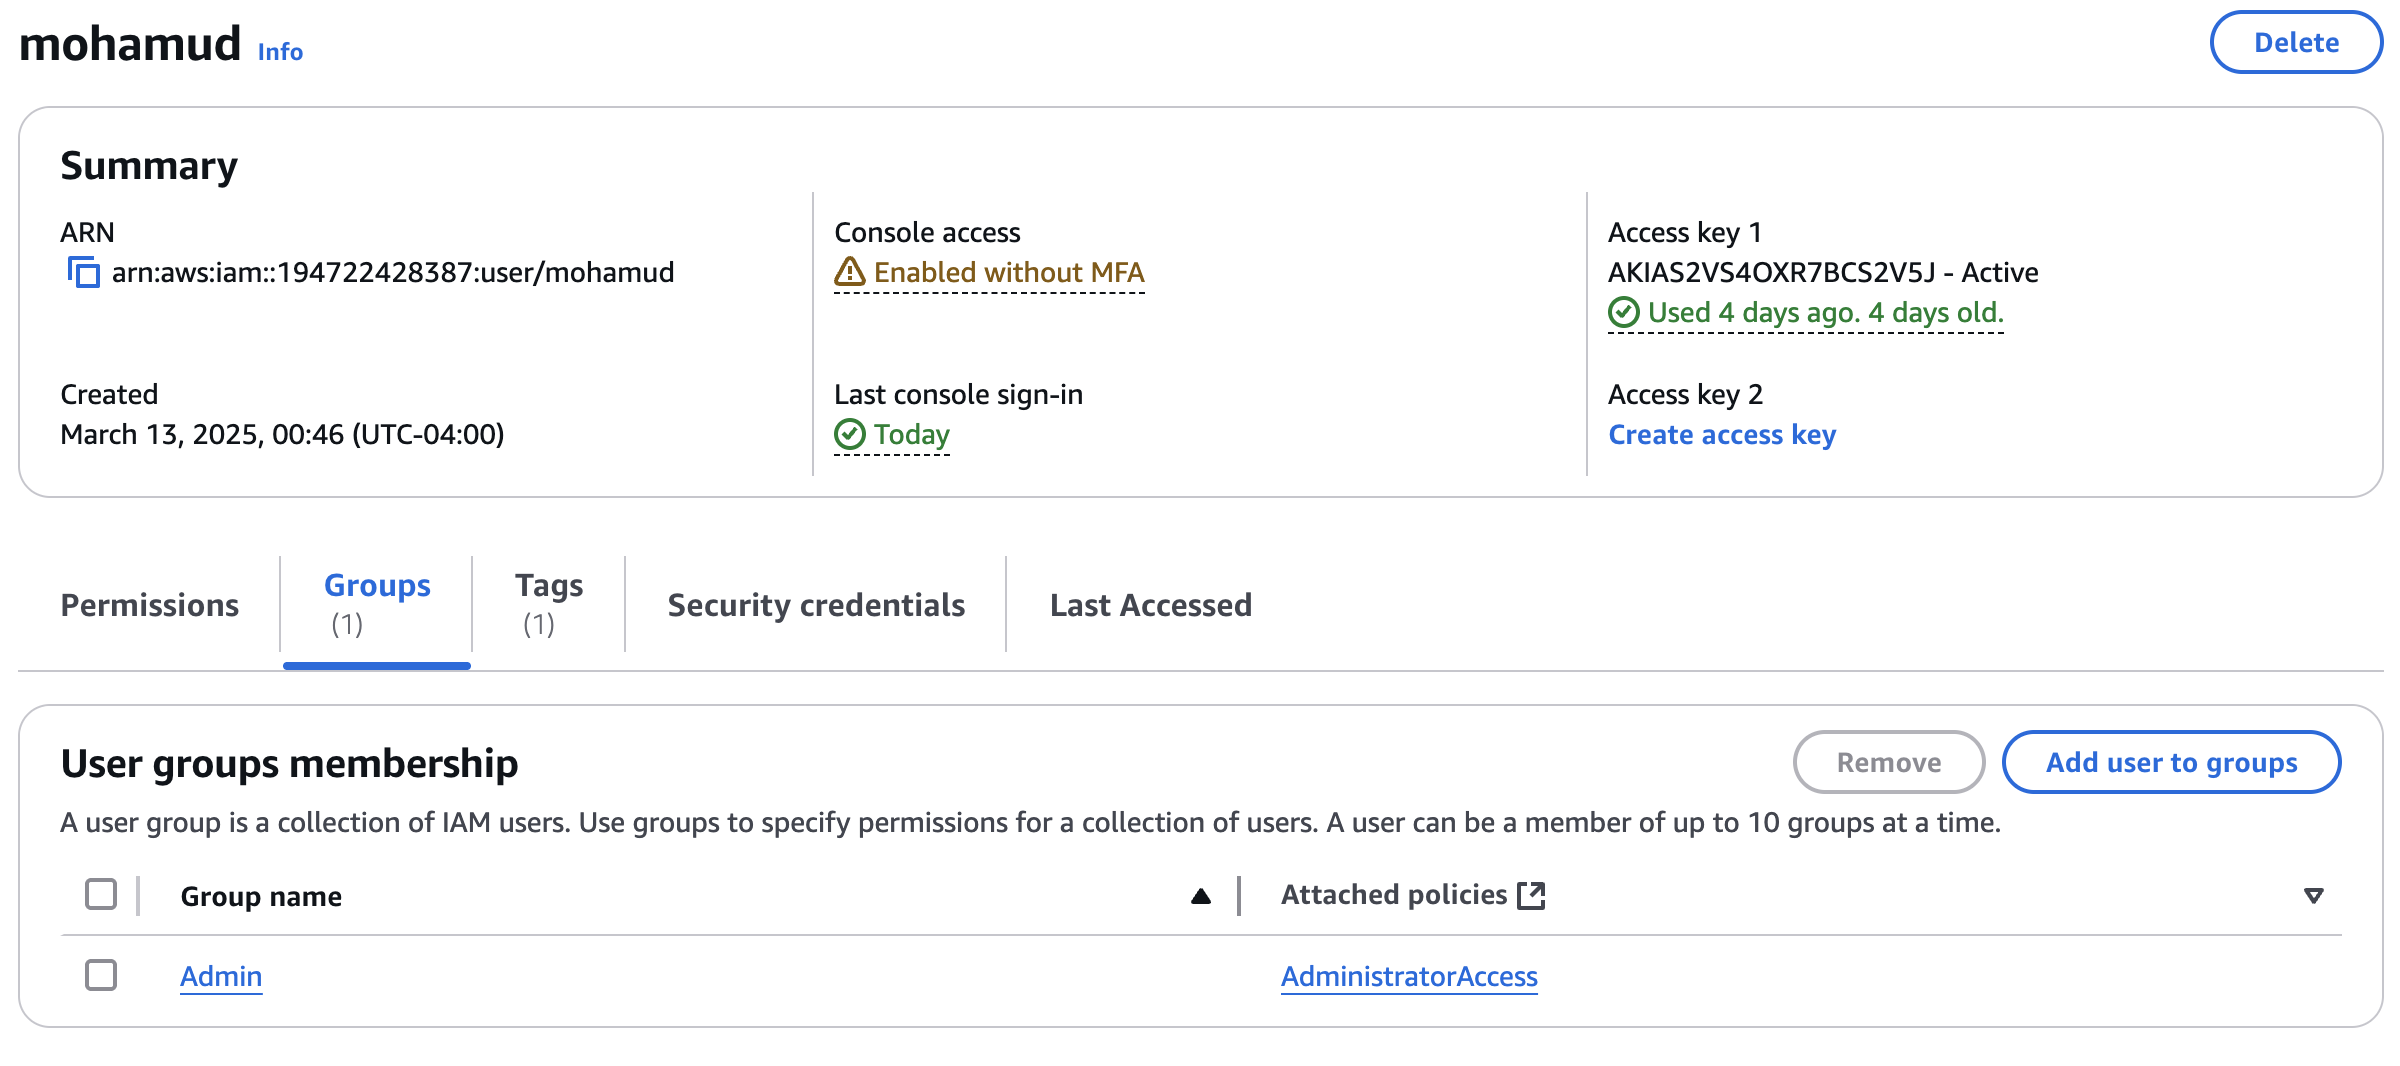 mohamud Info
Delete
Summary
ARN
arn:aws:iam::194722428387:user/mohamud
Created
March 13, 2025, 00:46 (UTC-04:00)
Console access
Enabled without MFA
Last console sign-in
Today
Access key 1
AKIAS2VS4OXR7BCS2V5J - Active
Used 4 days ago. 4 days old.
Access key 2
Create access key
Permissions
Groups
(1)
Tags
(1)
Security credentials
Last Accessed
User groups membership
Remove
Add user to groups
A user group is a collection of IAM users. Use groups to specify permissions for a collection of users. A user can be a member of up to 10 groups at a time.
Group name
Attached policies
Admin
AdministratorAccess